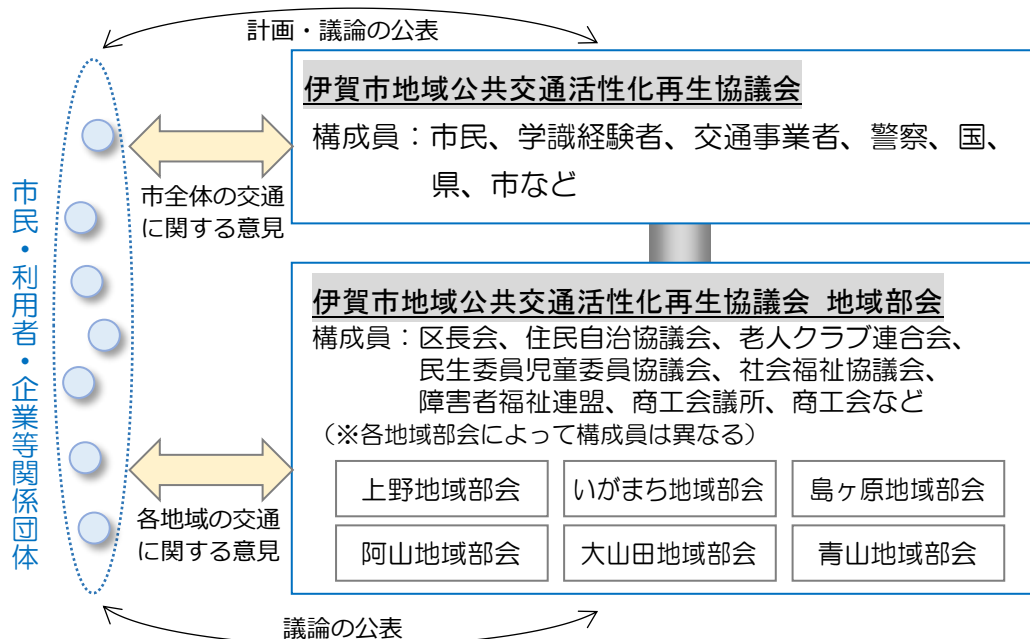 計画・議論の公表
伊賀市地域公共交通活性化再生協議会
構成員：市民、学識経験者、交通事業者、警察、国、
県、市など
市全体の交通
に関する意見
市民・利用者・企業等関係団体
伊賀市地域公共交通活性化再生協議会 地域部会
構成員：区長会、住民自治協議会、老人クラブ連合会、
民生委員児童委員協議会、社会福祉協議会、
障害者福祉連盟、商工会議所、商工会など
（※各地域部会によって構成員は異なる）
上野地域部会
いがまち地域部会
島ヶ原地域部会
阿山地域部会
大山田地域部会
青山地域部会
各地域の交通
に関する意見
議論の公表